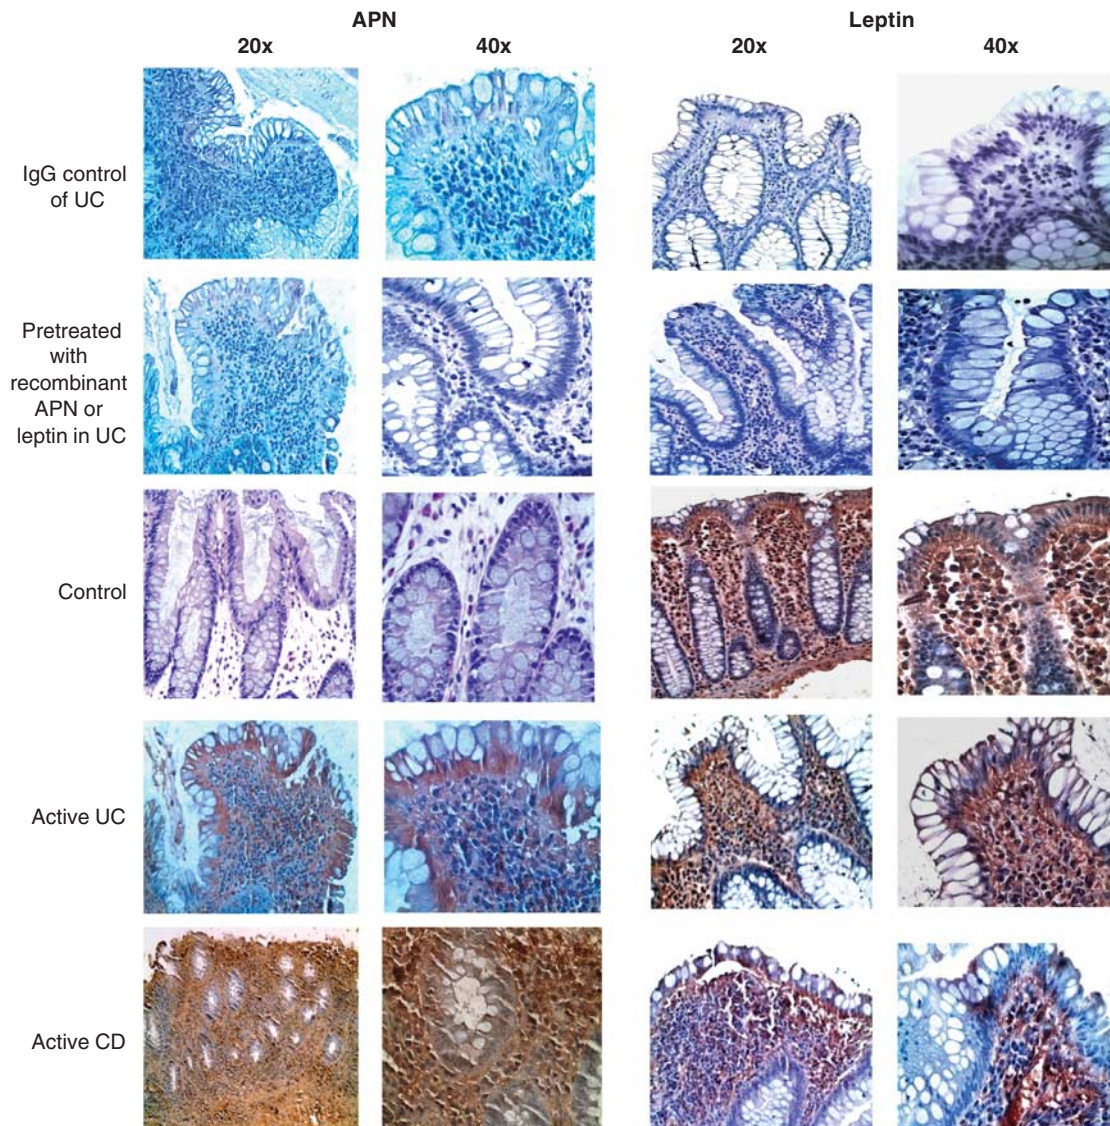 APN
Leptin
20x
40x
20x
40x
IgG control
of UC
Pretreated
with
recombinant
APN or
leptin in UC
Control
Active UC
Active CD